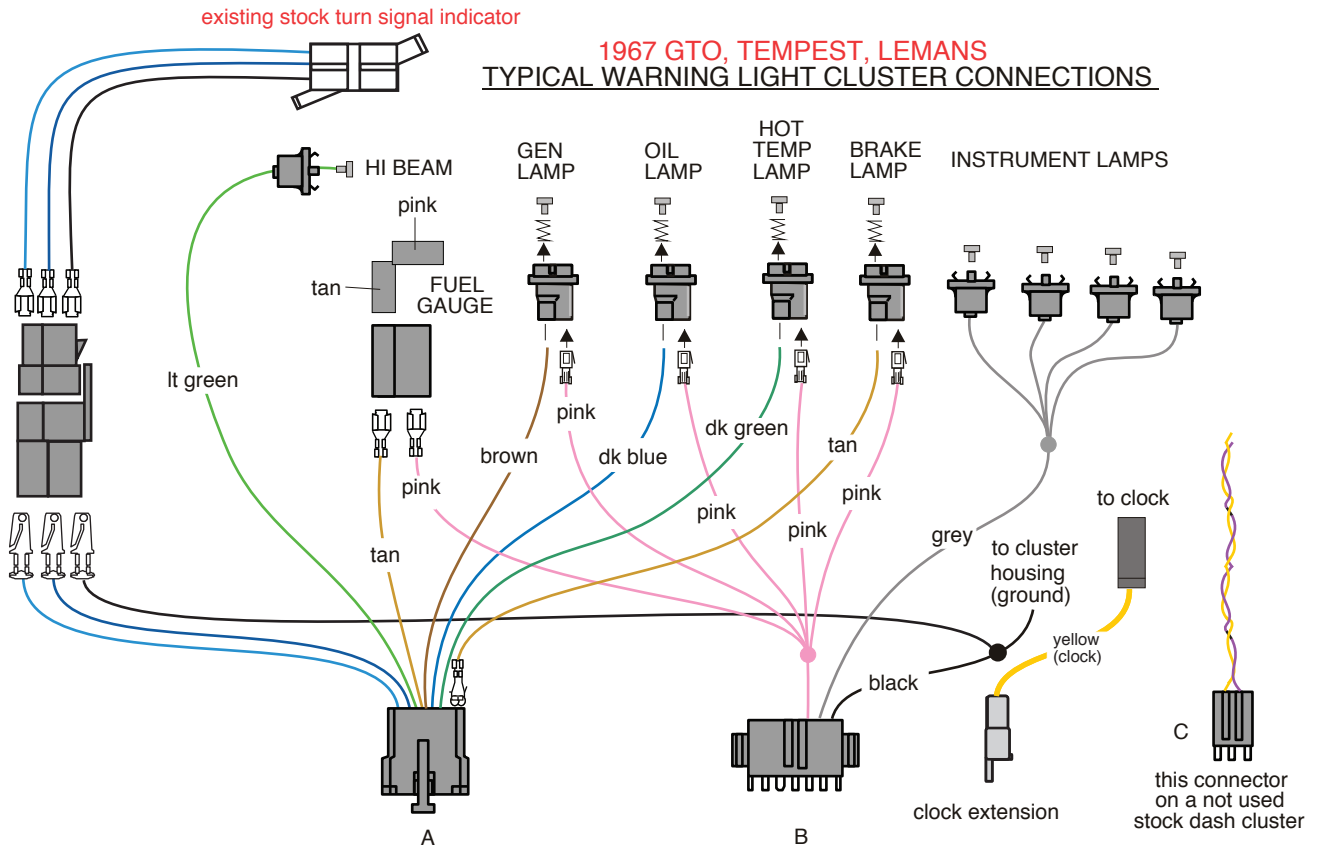 existing stock turn signal indicator
1967 GTO, TEMPEST, LEMANS
TYPICAL WARNING LIGHT CLUSTER CONNECTIONS
HI BEAM
GEN
LAMP
OIL
LAMP
HOT
TEMP
LAMP
BRAKE
LAMP
INSTRUMENT LAMPS
pink
tan
FUEL
GAUGE
lt green
pink
brown
dk blue
dk green
tan
pink
pink
pink
pink
tan
grey
to clock
to cluster
housing
(ground)
yellow
(clock)
black
A
B
clock extension
C
this connector
on a not used
stock dash cluster